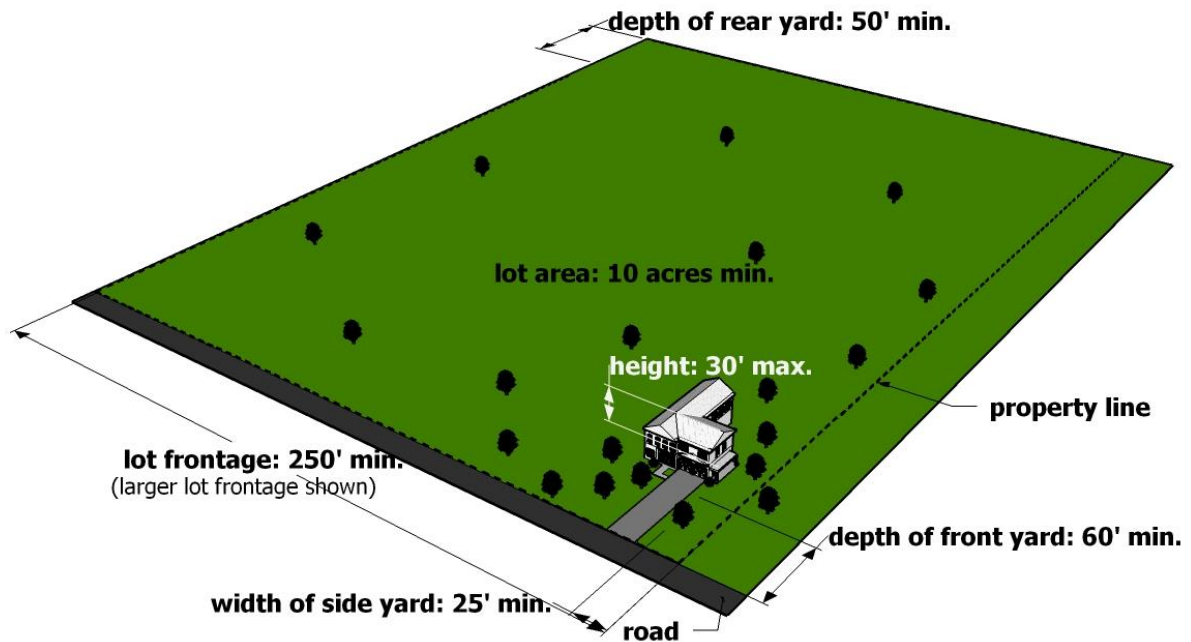 depth of rear yard: 50' min.
lot area: 10 acres min.
height: 30' max.
property line
lot frontage: 250' min.
(larger lot frontage shown)
depth of front yard: 60' min.
width of side yard: 25' min.
road